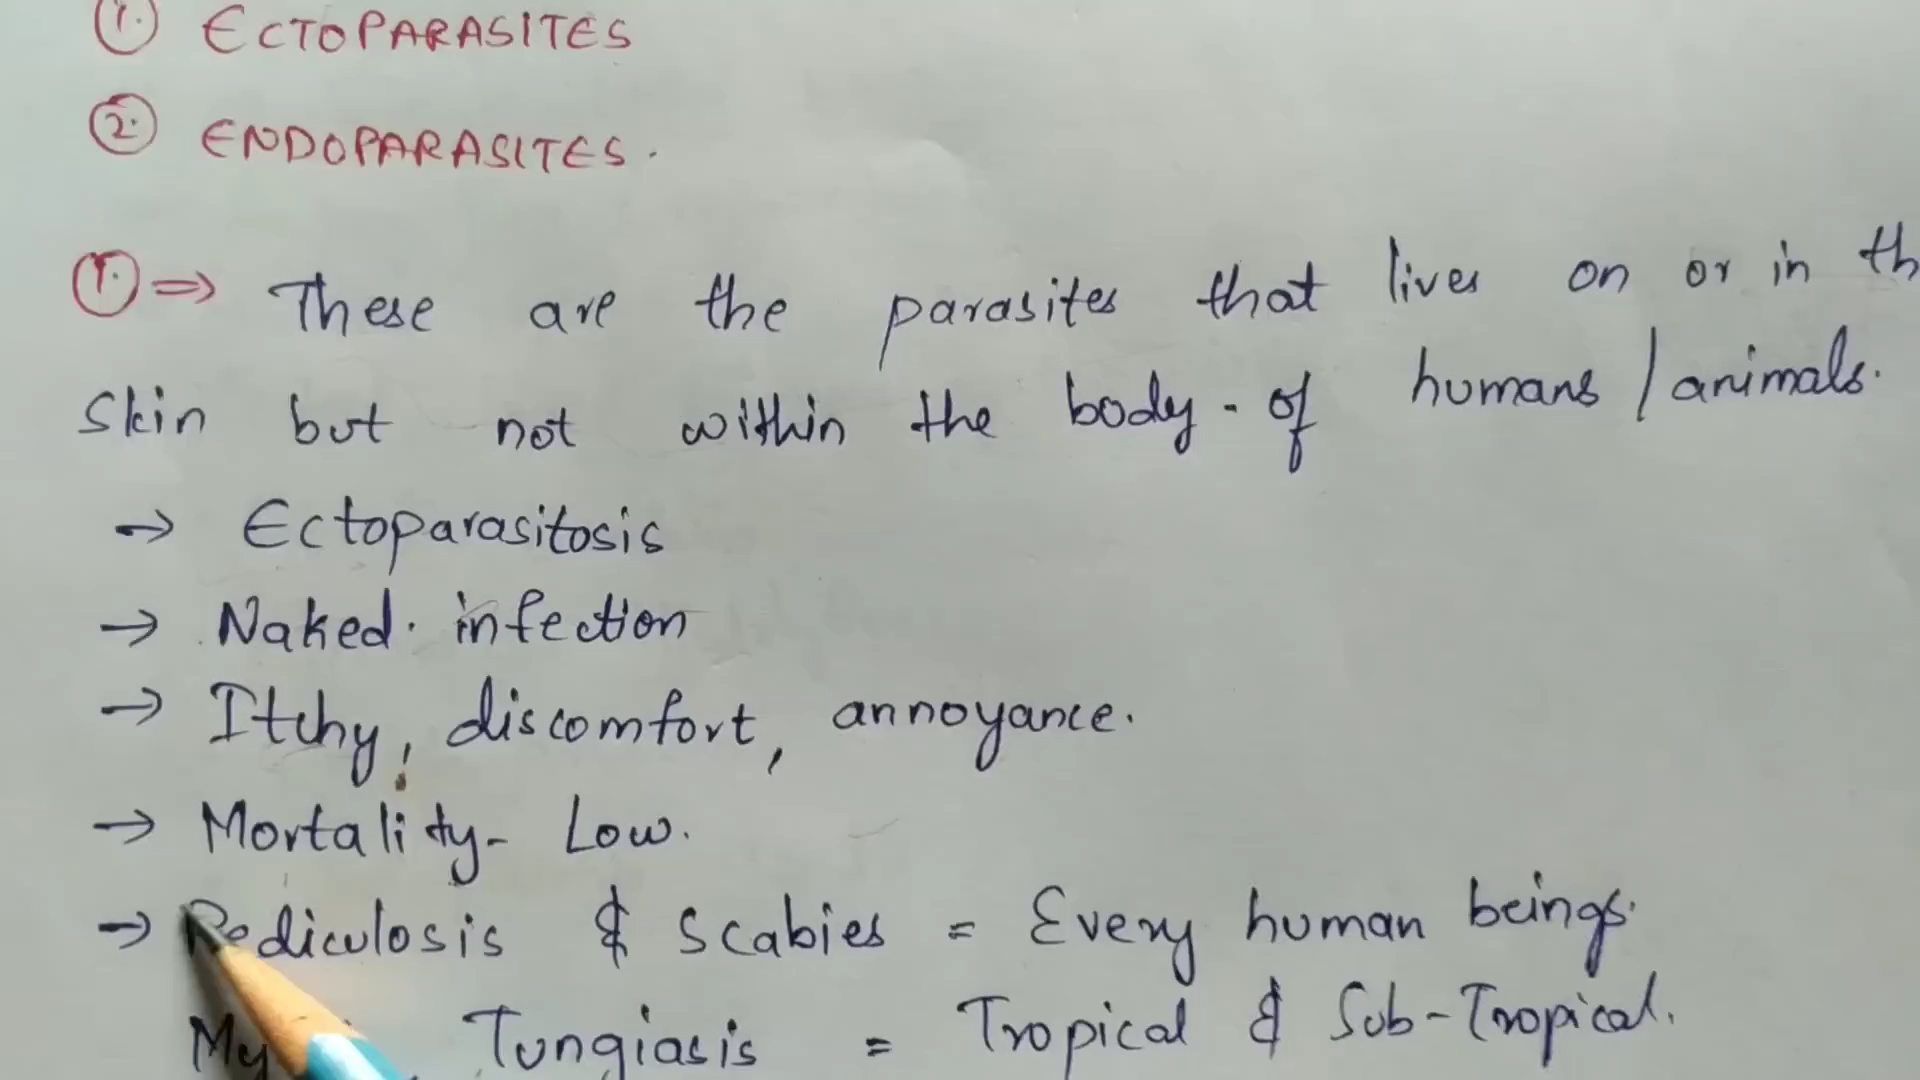 1. ECTOPARASITES
2. ENDOPARASITES.
1. ⇒ These are the parasites that lives on or in th
Skin but not within the body - of humans / animals.
→ Ectoparasitosis
→ Naked. infection
→ Itchy, discomfort, annoyance.
→ Mortality - Low.
→ Pediculosis & Scabies = Every human beings.
Tungiasis = Tropical & Sub-Tropical.